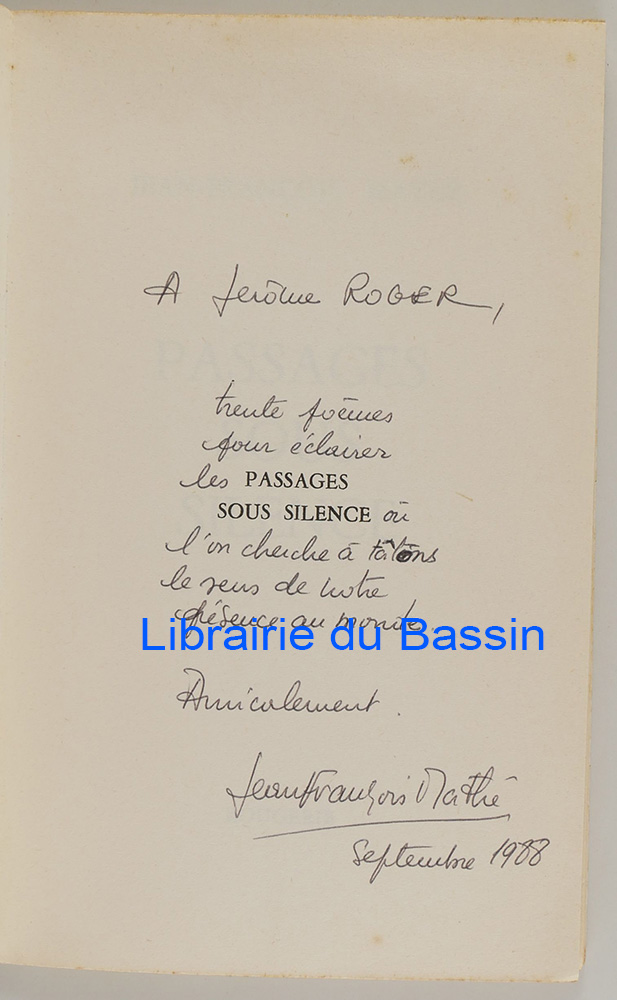 A Jérôme ROGER,
trente poèmes
pour éclairer
les PASSAGES
SOUS SILENCE où
l'on cherche à tâtons
le sens de notre
présence au monde.
Librairie du Bassin
Amicalement.
Jean François Mathé
Septembre 1988